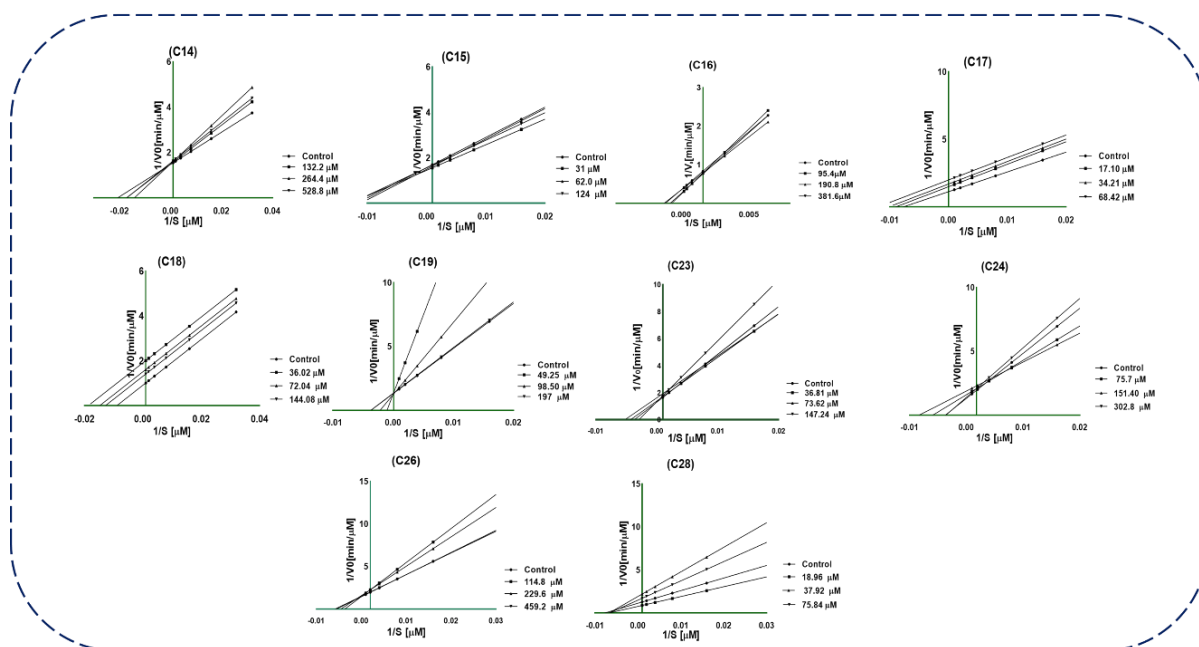 (C14)
6
4
2
1/V0[min/µM]
-0.02
0.00
0.02
0.04
1/S [µM]
Control
132.2 µM
264.4 µM
528.8 µM
(C15)
6
4
2
1/V0[min/µM]
-0.01
0.00
0.01
0.02
1/S [µM]
Control
31 µM
62.0 µM
124 µM
(C16)
3
2
1
1/V[min/µM]
0.000
0.005
1/S [µM]
Control
95.4µM
190.8 µM
381.6µM
(C17)
10
5
1/V0[min/µM]
-0.01
0.00
0.01
0.02
1/S [µM]
Control
17.10 µM
34.21 µM
68.42 µM
(C18)
6
4
2
1/V0[min/µM]
-0.02
0.00
0.02
0.04
1/S [µM]
Control
36.02 µM
72.04 µM
144.08 µM
(C19)
10
5
1/V0[min/µM]
-0.01
0.00
0.01
0.02
1/S [µM]
Control
49.25 µM
98.50 µM
197 µM
(C23)
10
8
6
4
2
1/Vo[min/µM]
-0.01
0.00
0.01
0.02
1/S [µM]
Control
36.81 µM
73.62 µM
147.24 µM
(C24)
10
5
1/V0[min/µM]
-0.01
0.00
0.01
0.02
1/S [µM]
Control
75.7 µM
151.40 µM
302.8 µM
(C26)
15
10
5
1/V0[min/µM]
-0.01
0.00
0.01
0.02
0.03
1/S [µM]
Control
114.8 µM
229.6 µM
459.2 µM
(C28)
15
10
5
1/V0[min/µM]
-0.01
0.00
0.01
0.02
0.03
1/S [µM]
Control
18.96 µM
37.92 µM
75.84 µM